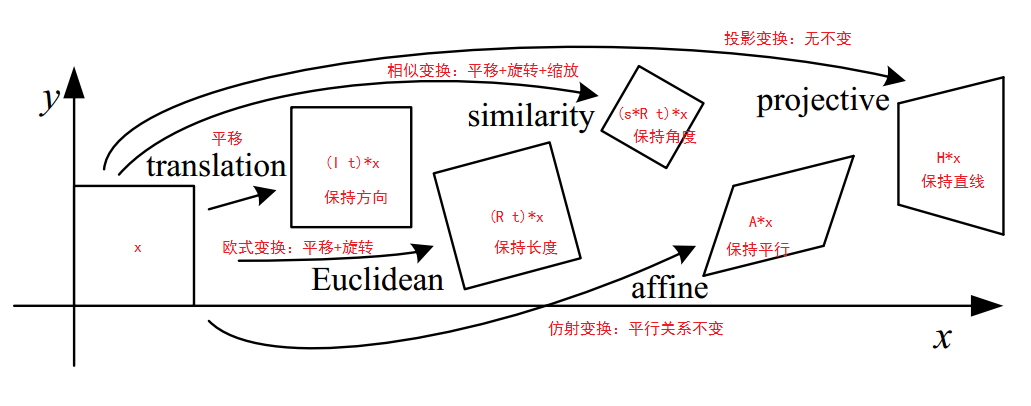 投影变换：无不变
相似变换：平移+旋转+缩放
y
similarity
(s*R t)*x
保持角度
projective
平移
translation
(I t)*x
保持方向
H*x
保持直线
x
欧式变换：平移+旋转
Euclidean
(R t)*x
保持长度
A*x
保持平行
affine
仿射变换：平行关系不变
x